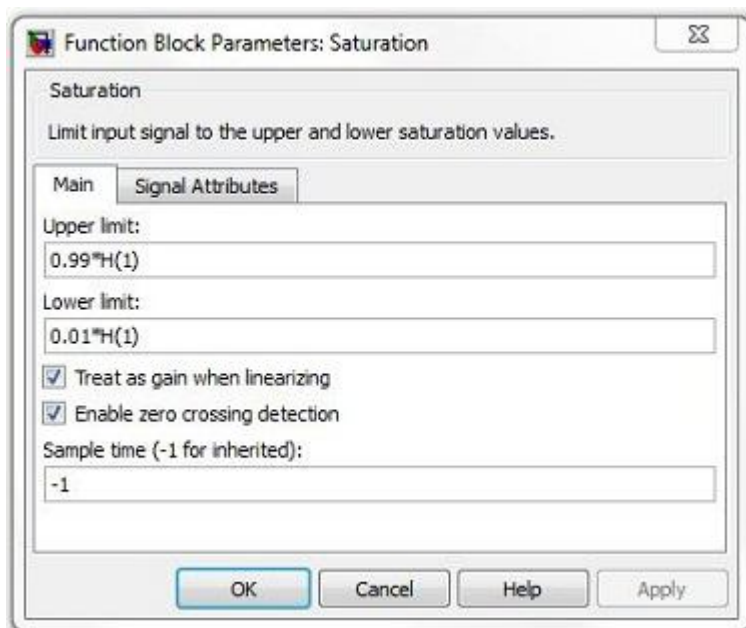 Function Block Parameters: Saturation
Saturation
Limit input signal to the upper and lower saturation values.
Main Signal Attributes
Upper limit:
0.99*H(1)
Lower limit:
0.01*H(1)
Treat as gain when linearizing
Enable zero crossing detection
Sample time (-1 for inherited):
-1
OK Cancel Help Apply